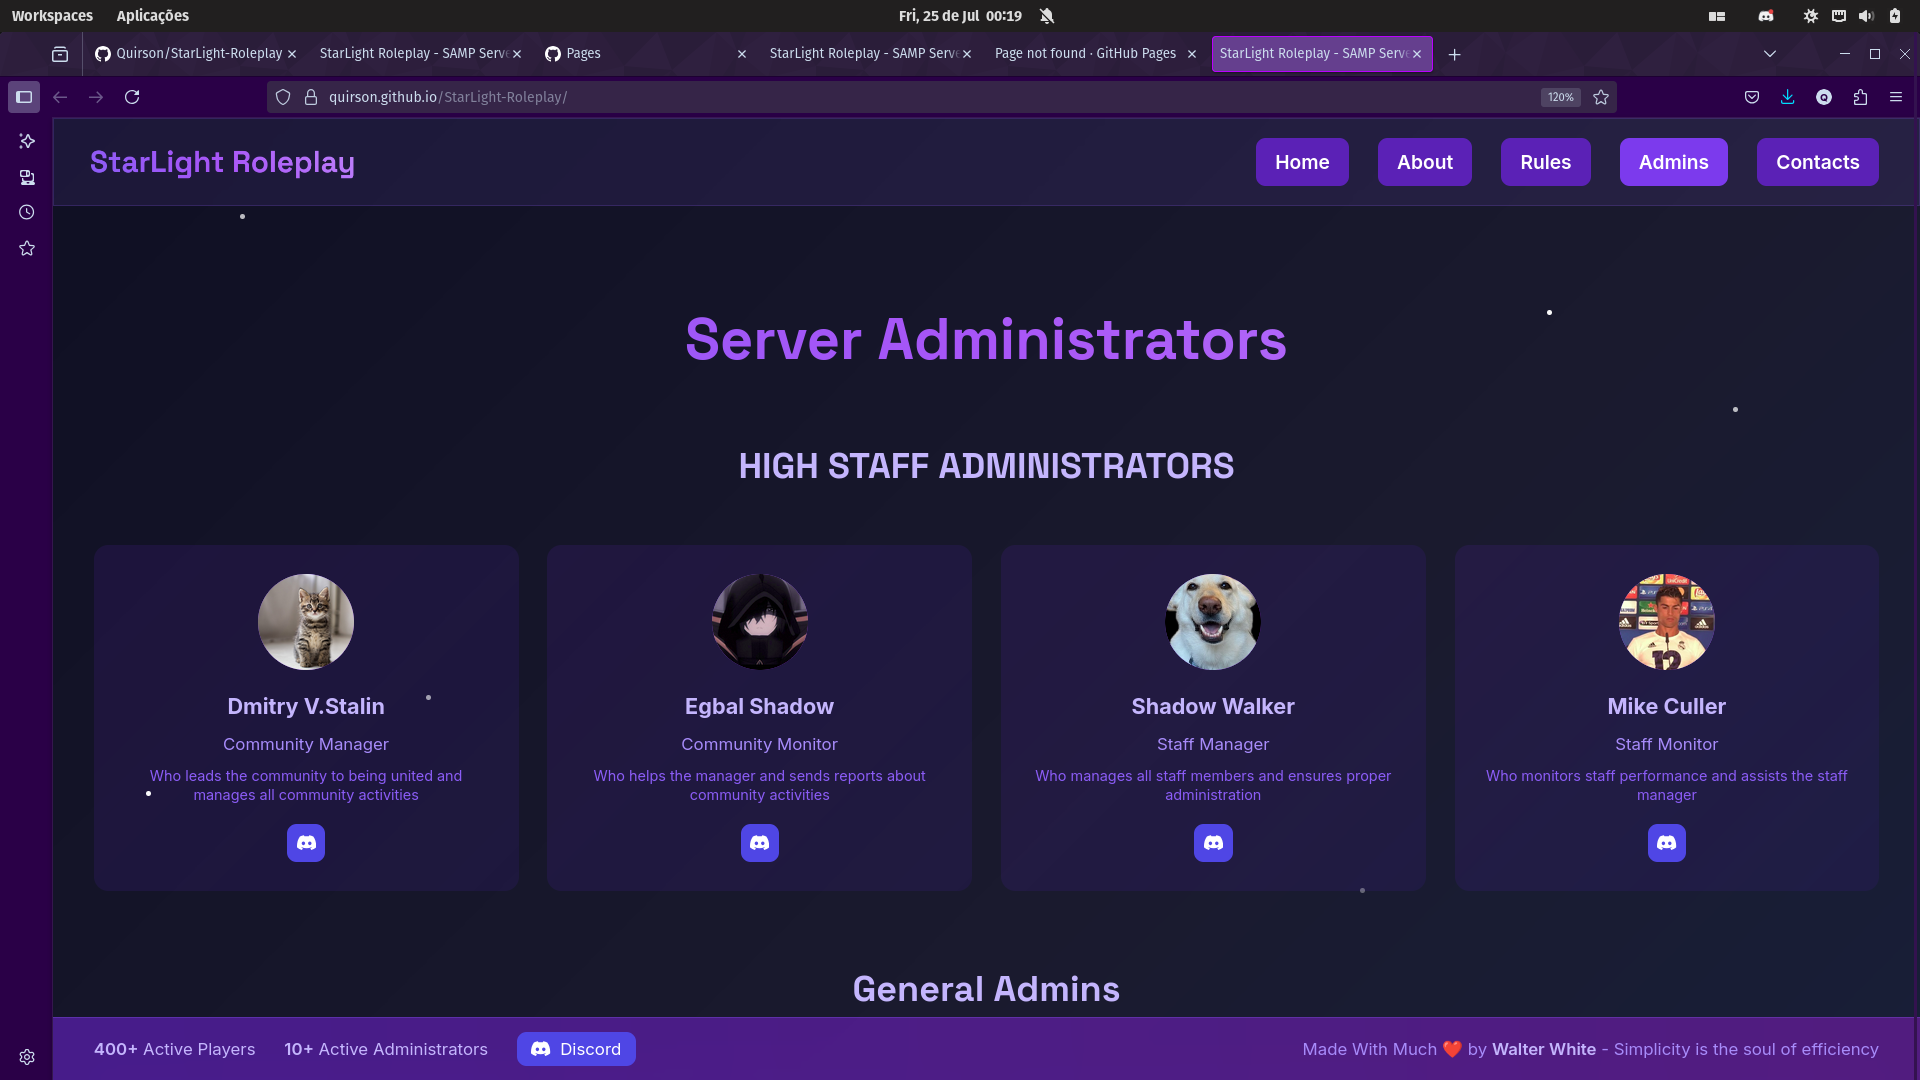 Workspaces Aplicações Fri, 25 de Jul 00:19
Quirson/StarLight-Roleplay StarLight Roleplay - SAMP Serve Pages StarLight Roleplay - SAMP Serve Page not found · GitHub Pages StarLight Roleplay - SAMP Serve
quirson.github.io/StarLight-Roleplay/ 120%
StarLight Roleplay Home About Rules Admins Contacts
Server Administrators
HIGH STAFF ADMINISTRATORS
Dmitry V.Stalin
Community Manager
Who leads the community to being united and
manages all community activities
Egbal Shadow
Community Monitor
Who helps the manager and sends reports about
community activities
12
Shadow Walker
Staff Manager
Who manages all staff members and ensures proper
administration
Mike Culler
Staff Monitor
Who monitors staff performance and assists the staff
manager
General Admins
400+ Active Players 10+ Active Administrators Discord Made With Much ❤️ by Walter White - Simplicity is the soul of efficiency